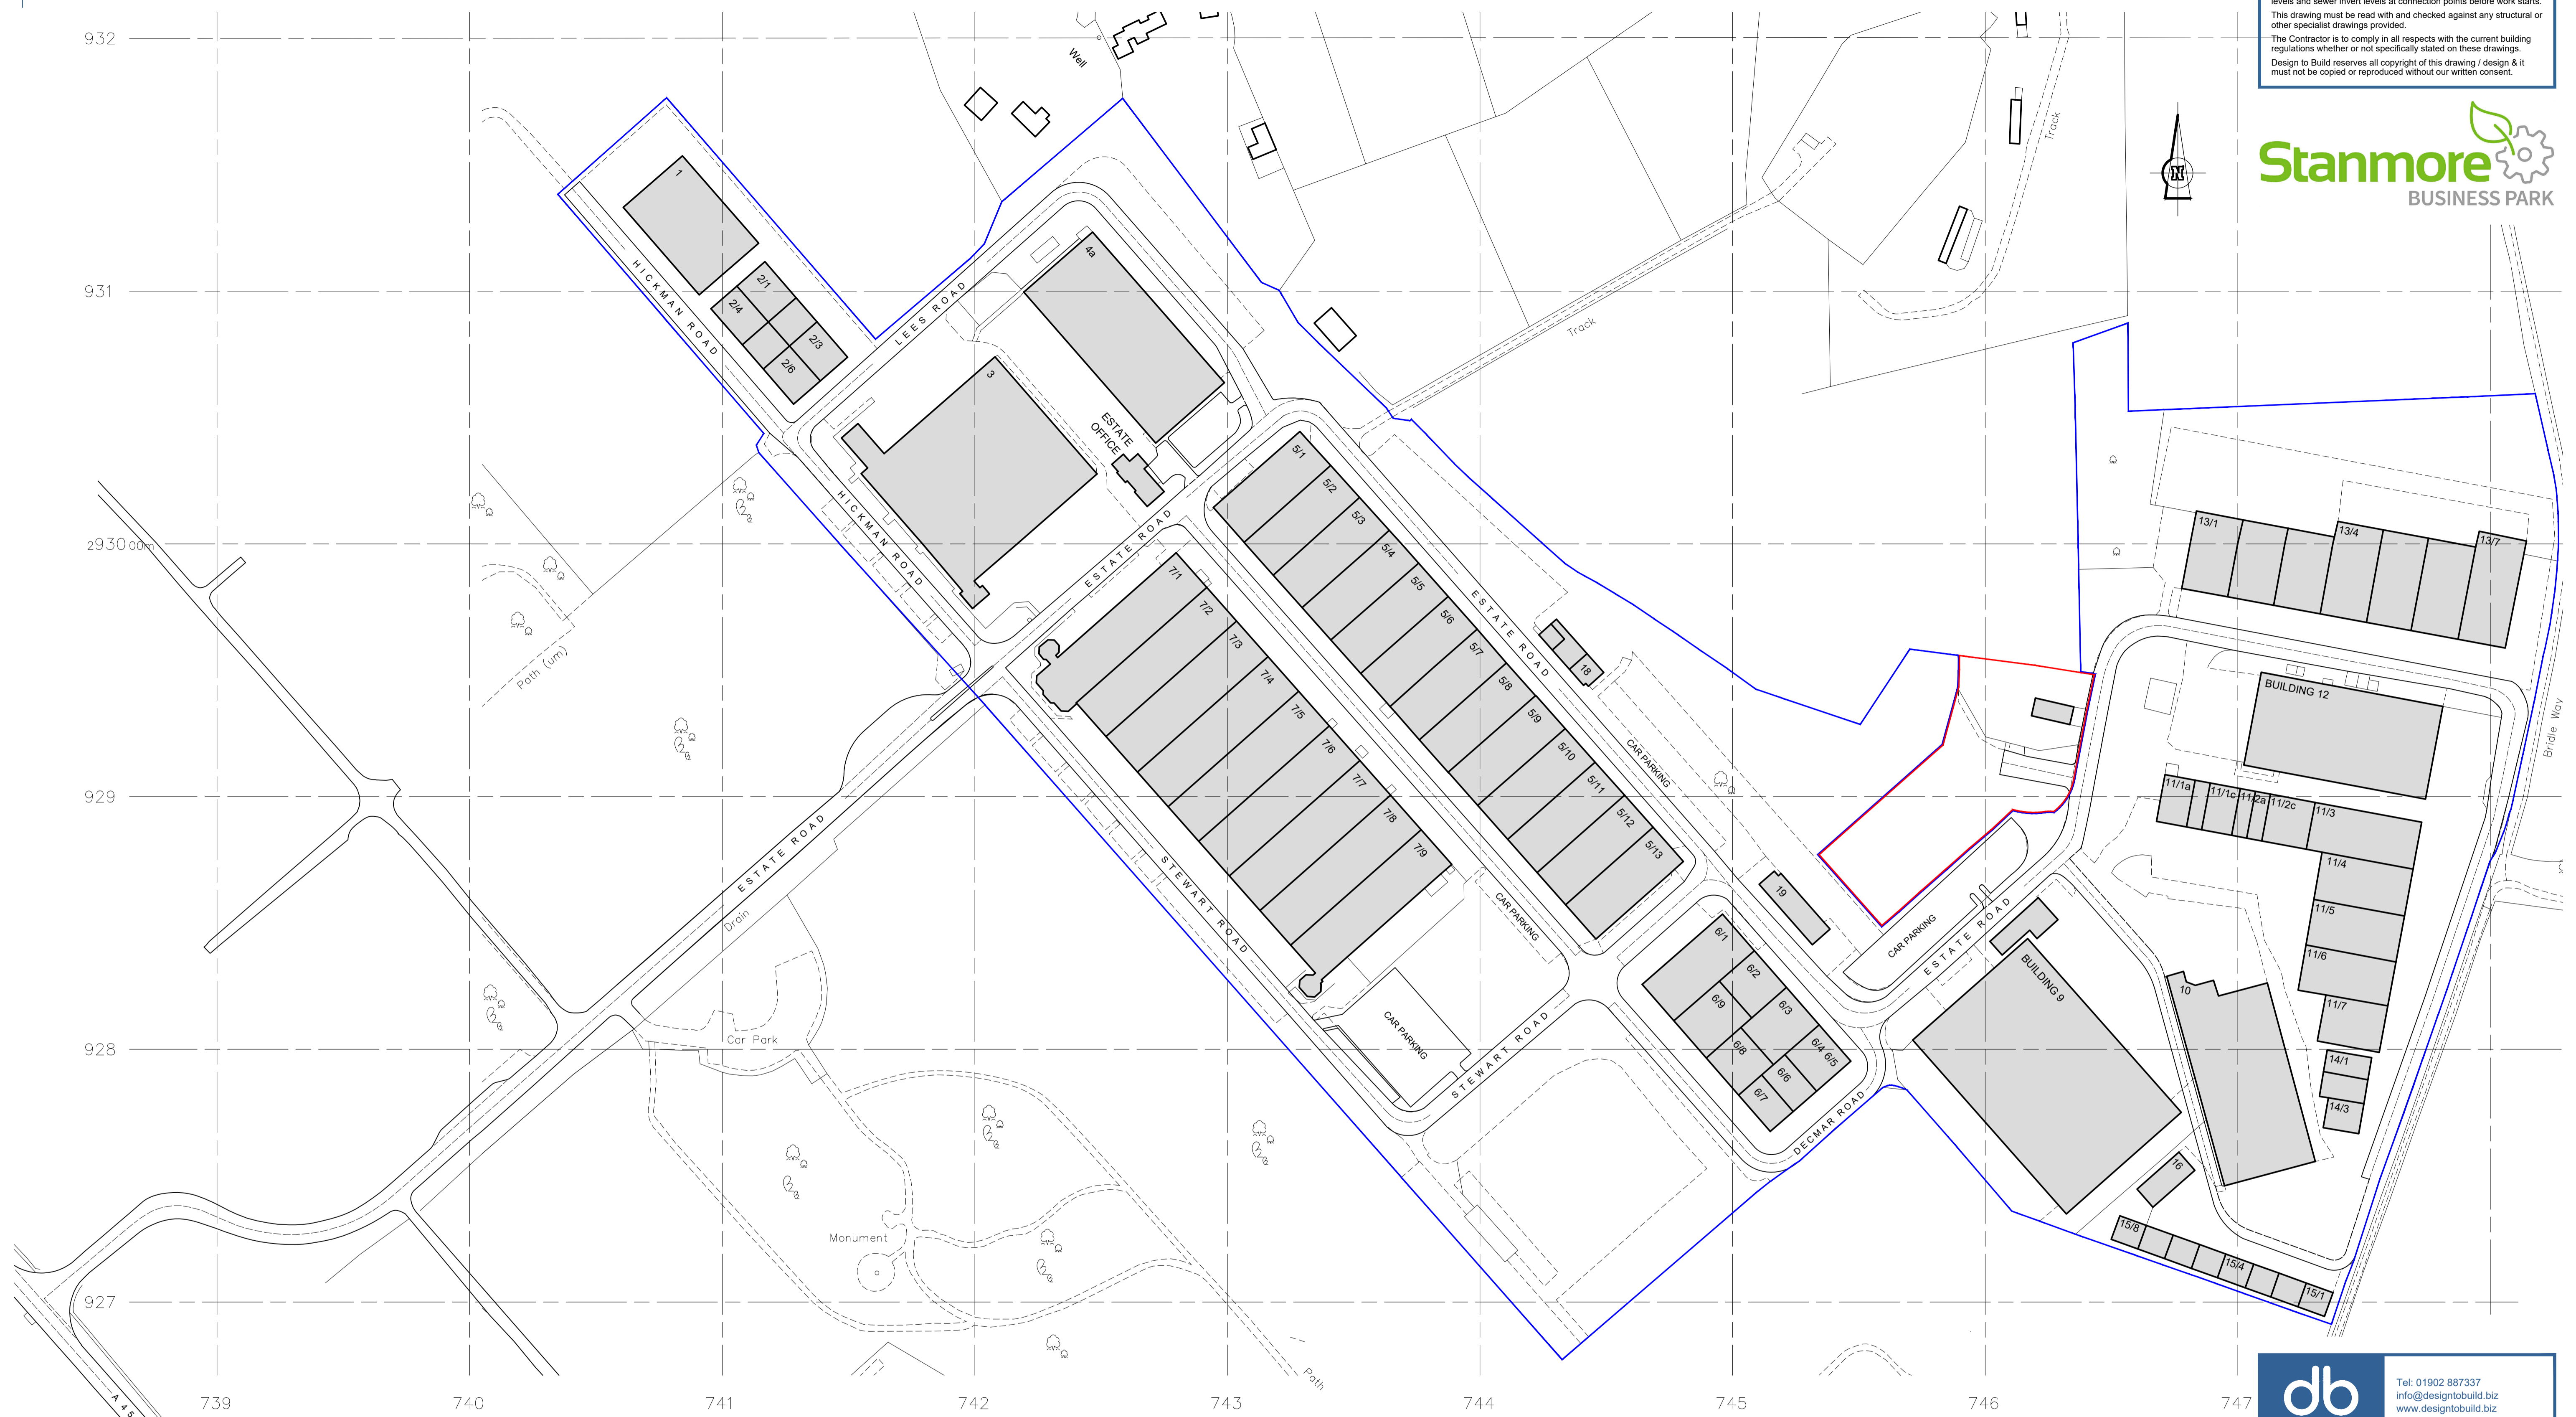 levels and sewer invert levels at connection points before work starts.
This drawing must be read with and checked against any structural or
other specialist drawings provided.
The Contractor is to comply in all respects with the current building
regulations whether or not specifically stated on these drawings.
Design to Build reserves all copyright of this drawing / design & it
must not be copied or reproduced without our written consent.
Stanmore
BUSINESS PARK
N
932
931
293000m
929
928
927
739
740
741
742
743
744
745
746
747
Well
Track
Track
1
2/1
2/4
2/3
2/6
HICKMAN ROAD
LEES ROAD
4a
3
ESTATE
OFFICE
HICKMAN ROAD
ESTATE ROAD
5/1
5/2
5/3
5/4
5/5
5/6
5/7
5/8
5/9
5/10
5/11
5/12
5/13
ESTATE ROAD
18
CAR PARKING
7/1
7/2
7/3
7/4
7/5
7/6
7/7
7/8
7/9
STEWART ROAD
CAR PARKING
CAR PARKING
STEWART ROAD
Path (um)
ESTATE ROAD
Drain
Car Park
Monument
Path
A 45
6/1
6/2
6/3
6/4
6/5
6/9
6/8
6/6
6/7
DECMAR ROAD
19
CAR PARKING
ESTATE ROAD
BUILDING 9
10
16
13/1
13/4
13/7
BUILDING 12
Bridle Way
11/1a
11/1c
11/2a
11/2c
11/3
11/4
11/5
11/6
11/7
14/1
14/3
15/8
15/4
15/1
db
Tel: 01902 887337
info@designtobuild.biz
www.designtobuild.biz